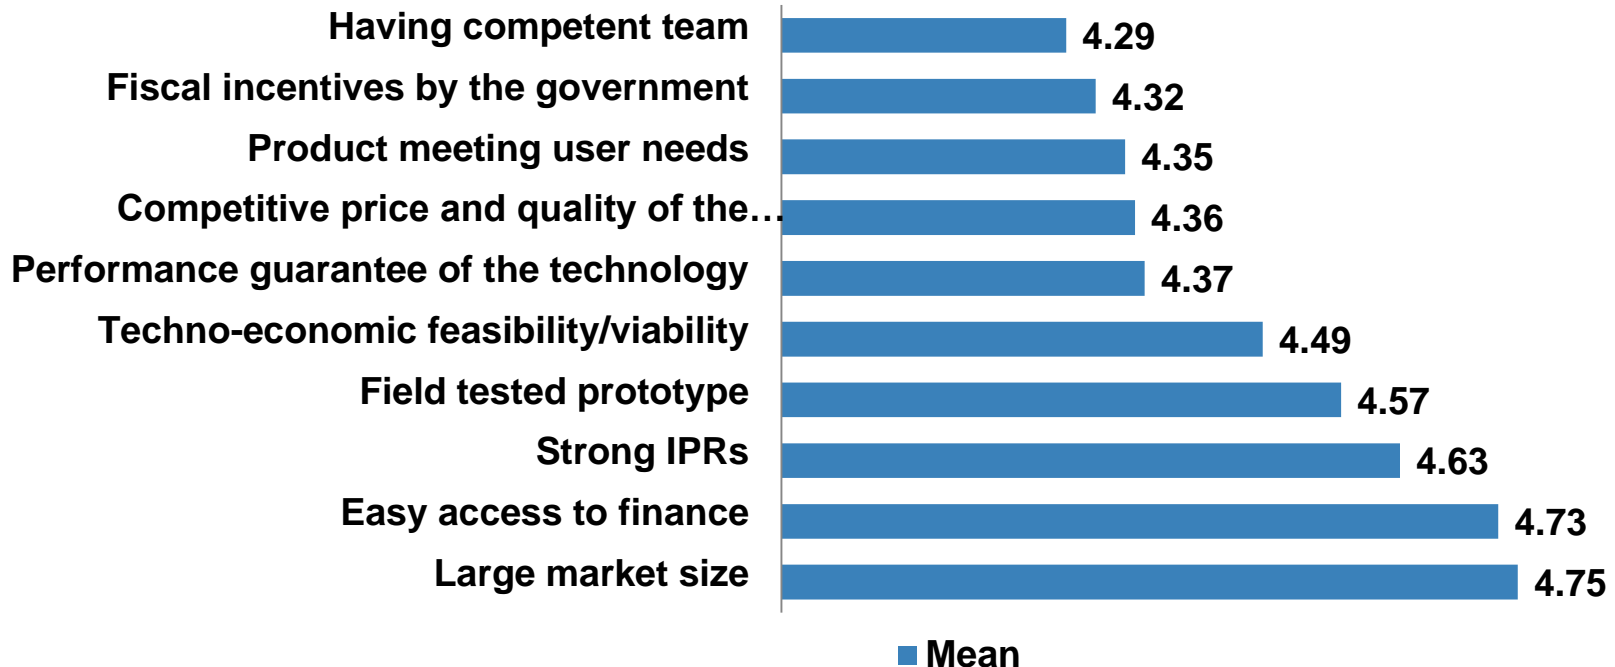 Having competent team 4.29
Fiscal incentives by the government 4.32
Product meeting user needs 4.35
Competitive price and quality of the… 4.36
Performance guarantee of the technology 4.37
Techno-economic feasibility/viability 4.49
Field tested prototype 4.57
Strong IPRs 4.63
Easy access to finance 4.73
Large market size 4.75
Mean